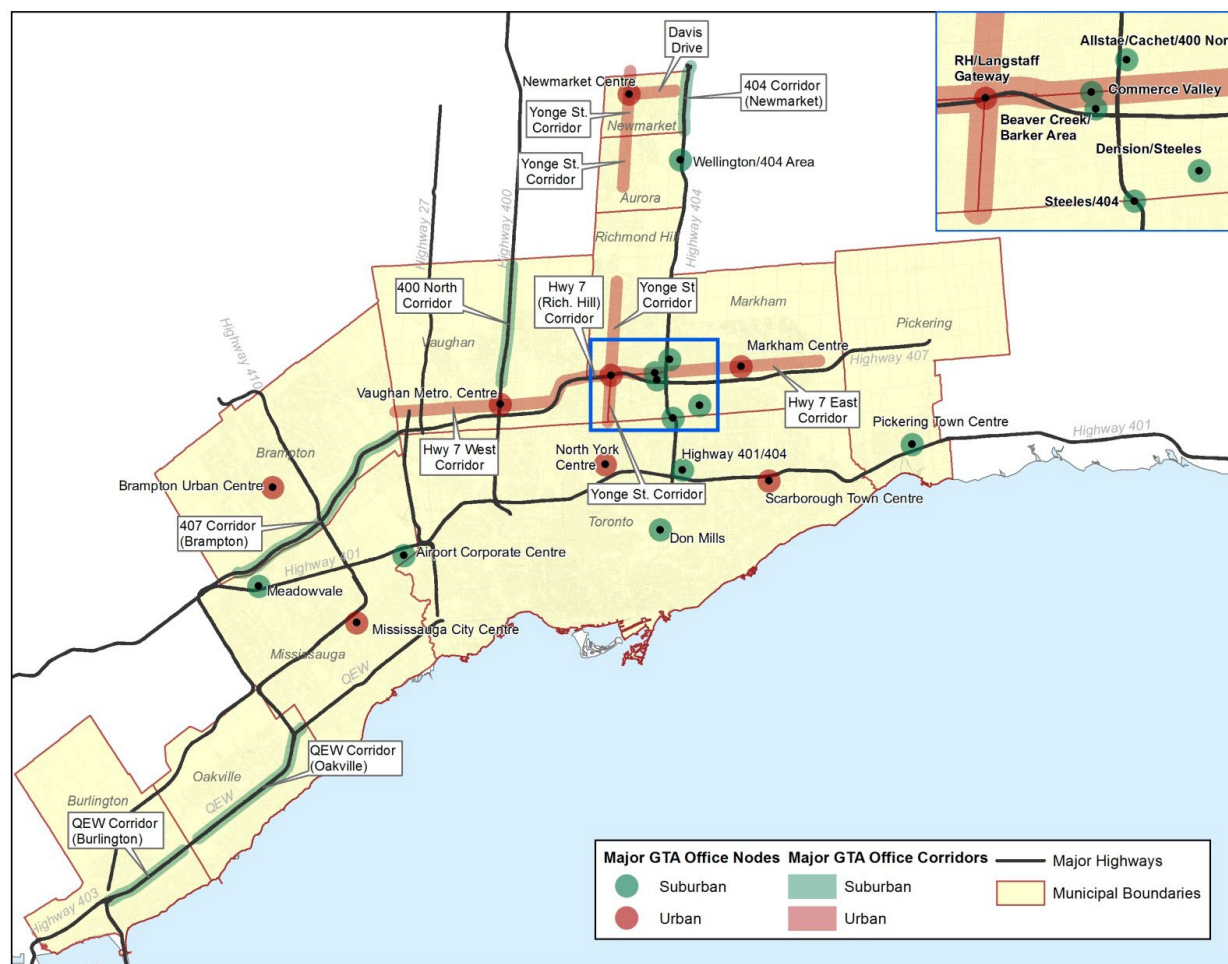 Davis
Drive
Newmarket Centre
404 Corridor
(Newmarket)
Yonge St.
Corridor
Newmarket
Yonge St.
Corridor
Wellington/404 Area
Aurora
Highway 27
Highway 400
Highway 404
Richmond Hill
400 North
Corridor
Hwy 7
(Rich. Hill)
Corridor
Yonge St
Corridor
Markham
Pickering
Vaughan
Highway 410
Markham Centre
Highway 407
Vaughan Metro. Centre
Hwy 7 West
Corridor
Hwy 7 East
Corridor
Pickering Town Centre
Highway 401
Brampton
North York
Centre
Highway 401/404
Brampton Urban Centre
Yonge St. Corridor
Scarborough Town Centre
407 Corridor
(Brampton)
Toronto
Don Mills
Highway 401
Airport Corporate Centre
Meadowvale
Mississauga City Centre
Mississauga
QEW
QEW Corridor
(Oakville)
Oakville
QEW
Burlington
QEW Corridor
(Burlington)
Highway 403
Allstae/Cachet/400 Nor
RH/Langstaff
Gateway
Commerce Valley
Beaver Creek/
Barker Area
Dension/Steeles
Steeles/404
Major GTA Office Nodes
Suburban
Urban
Major GTA Office Corridors
Suburban
Urban
Major Highways
Municipal Boundaries